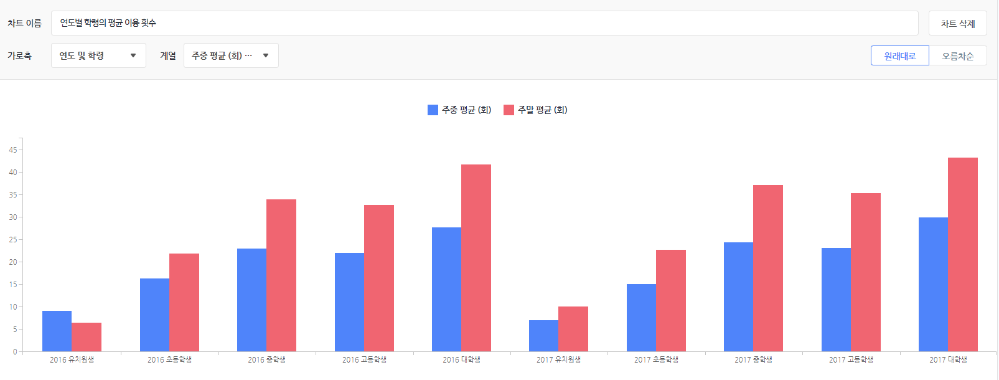 차트 이름 연도별 학령의 평균 이용 횟수 차트 삭제
가로축 연도 및 학령 계열 주중 평균 (회) ··· 원래대로 오름차순
주중 평균 (회) 주말 평균 (회)
45
40
35
30
25
20
15
10
5
0
2016 유치원생 2016 초등학생 2016 중학생 2016 고등학생 2016 대학생 2017 유치원생 2017 초등학생 2017 중학생 2017 고등학생 2017 대학생